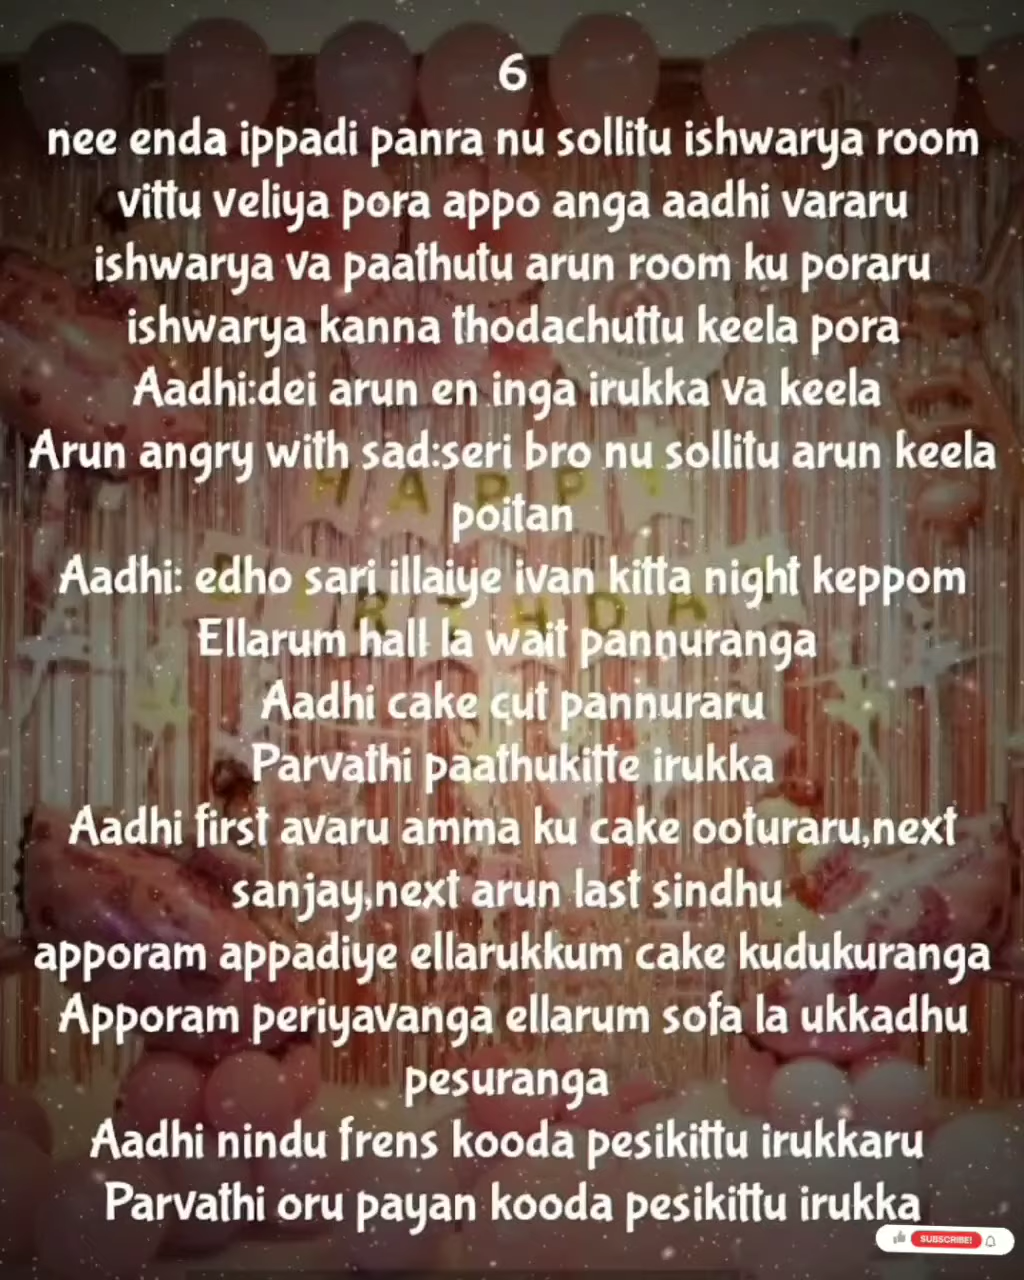 6
nee enda ippadi panra nu sollitu ishwarya room
vittu veliya pora appo anga aadhi vararu
ishwarya va paathutu arun room ku poraru
ishwarya kanna thodachuttu keela pora
Aadhi:dei arun en inga irukka va keela
Arun angry with sad:seri bro nu sollitu arun keela
poitan
Aadhi: edho sari illaiye ivan kitta night keppom
Ellarum hall la wait pannuranga
Aadhi cake cut pannuraru
Parvathi paathukitte irukka
Aadhi first avaru amma ku cake ooturaru,next
sanjay,next arun last sindhu
apporam appadiye ellarukkum cake kudukuranga
Apporam periyavanga ellarum sofa la ukkadhu
pesuranga
Aadhi nindu frens kooda pesikittu irukkaru
Parvathi oru payan kooda pesikittu irukka
SUBSCRIBE!
HAPPY
BIRTHDAY